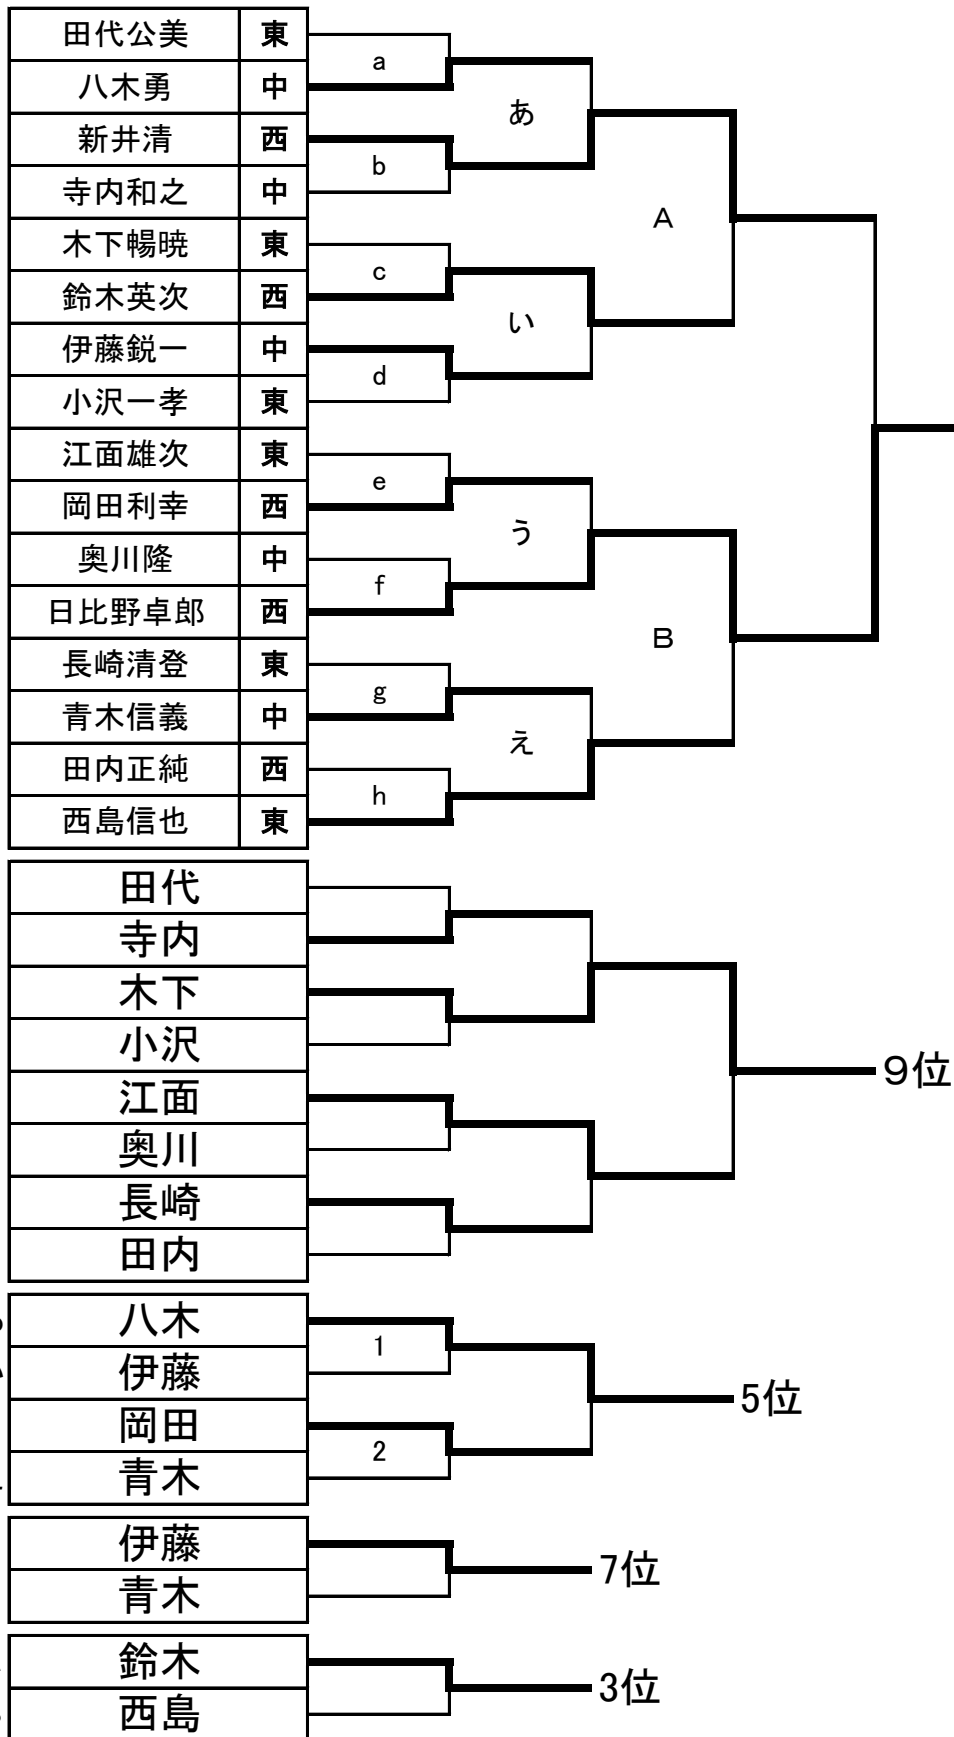 田代公美 東
a
八木勇 中
あ
新井清 西
b
寺内和之 中
A
木下暢暁 東
c
鈴木英次 西
い
伊藤鋭一 中
d
小沢一孝 東
江面雄次 東
e
岡田利幸 西
う
奥川隆 中
f
日比野卓郎 西
B
長崎清登 東
g
青木信義 中
え
田内正純 西
h
西島信也 東
田代
寺内
木下
小沢
9位
江面
奥川
長崎
田内
八木
1
伊藤
5位
岡田
2
青木
伊藤
7位
青木
鈴木
3位
西島